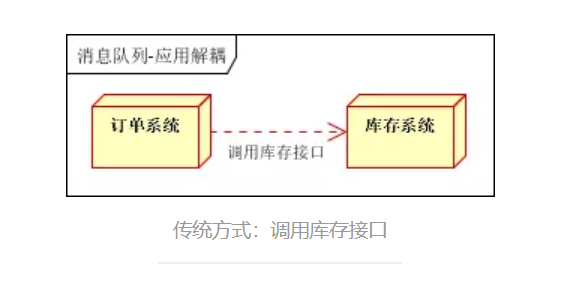 消息队列-应用解耦
订单系统
库存系统
调用库存接口
传统方式：调用库存接口